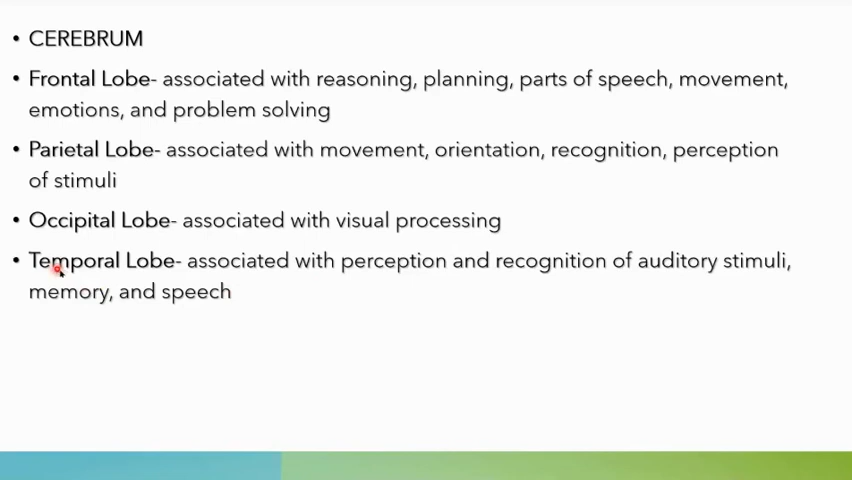 • CEREBRUM
• Frontal Lobe- associated with reasoning, planning, parts of speech, movement,
emotions, and problem solving
• Parietal Lobe- associated with movement, orientation, recognition, perception
of stimuli
• Occipital Lobe- associated with visual processing
• Temporal Lobe- associated with perception and recognition of auditory stimuli,
memory, and speech